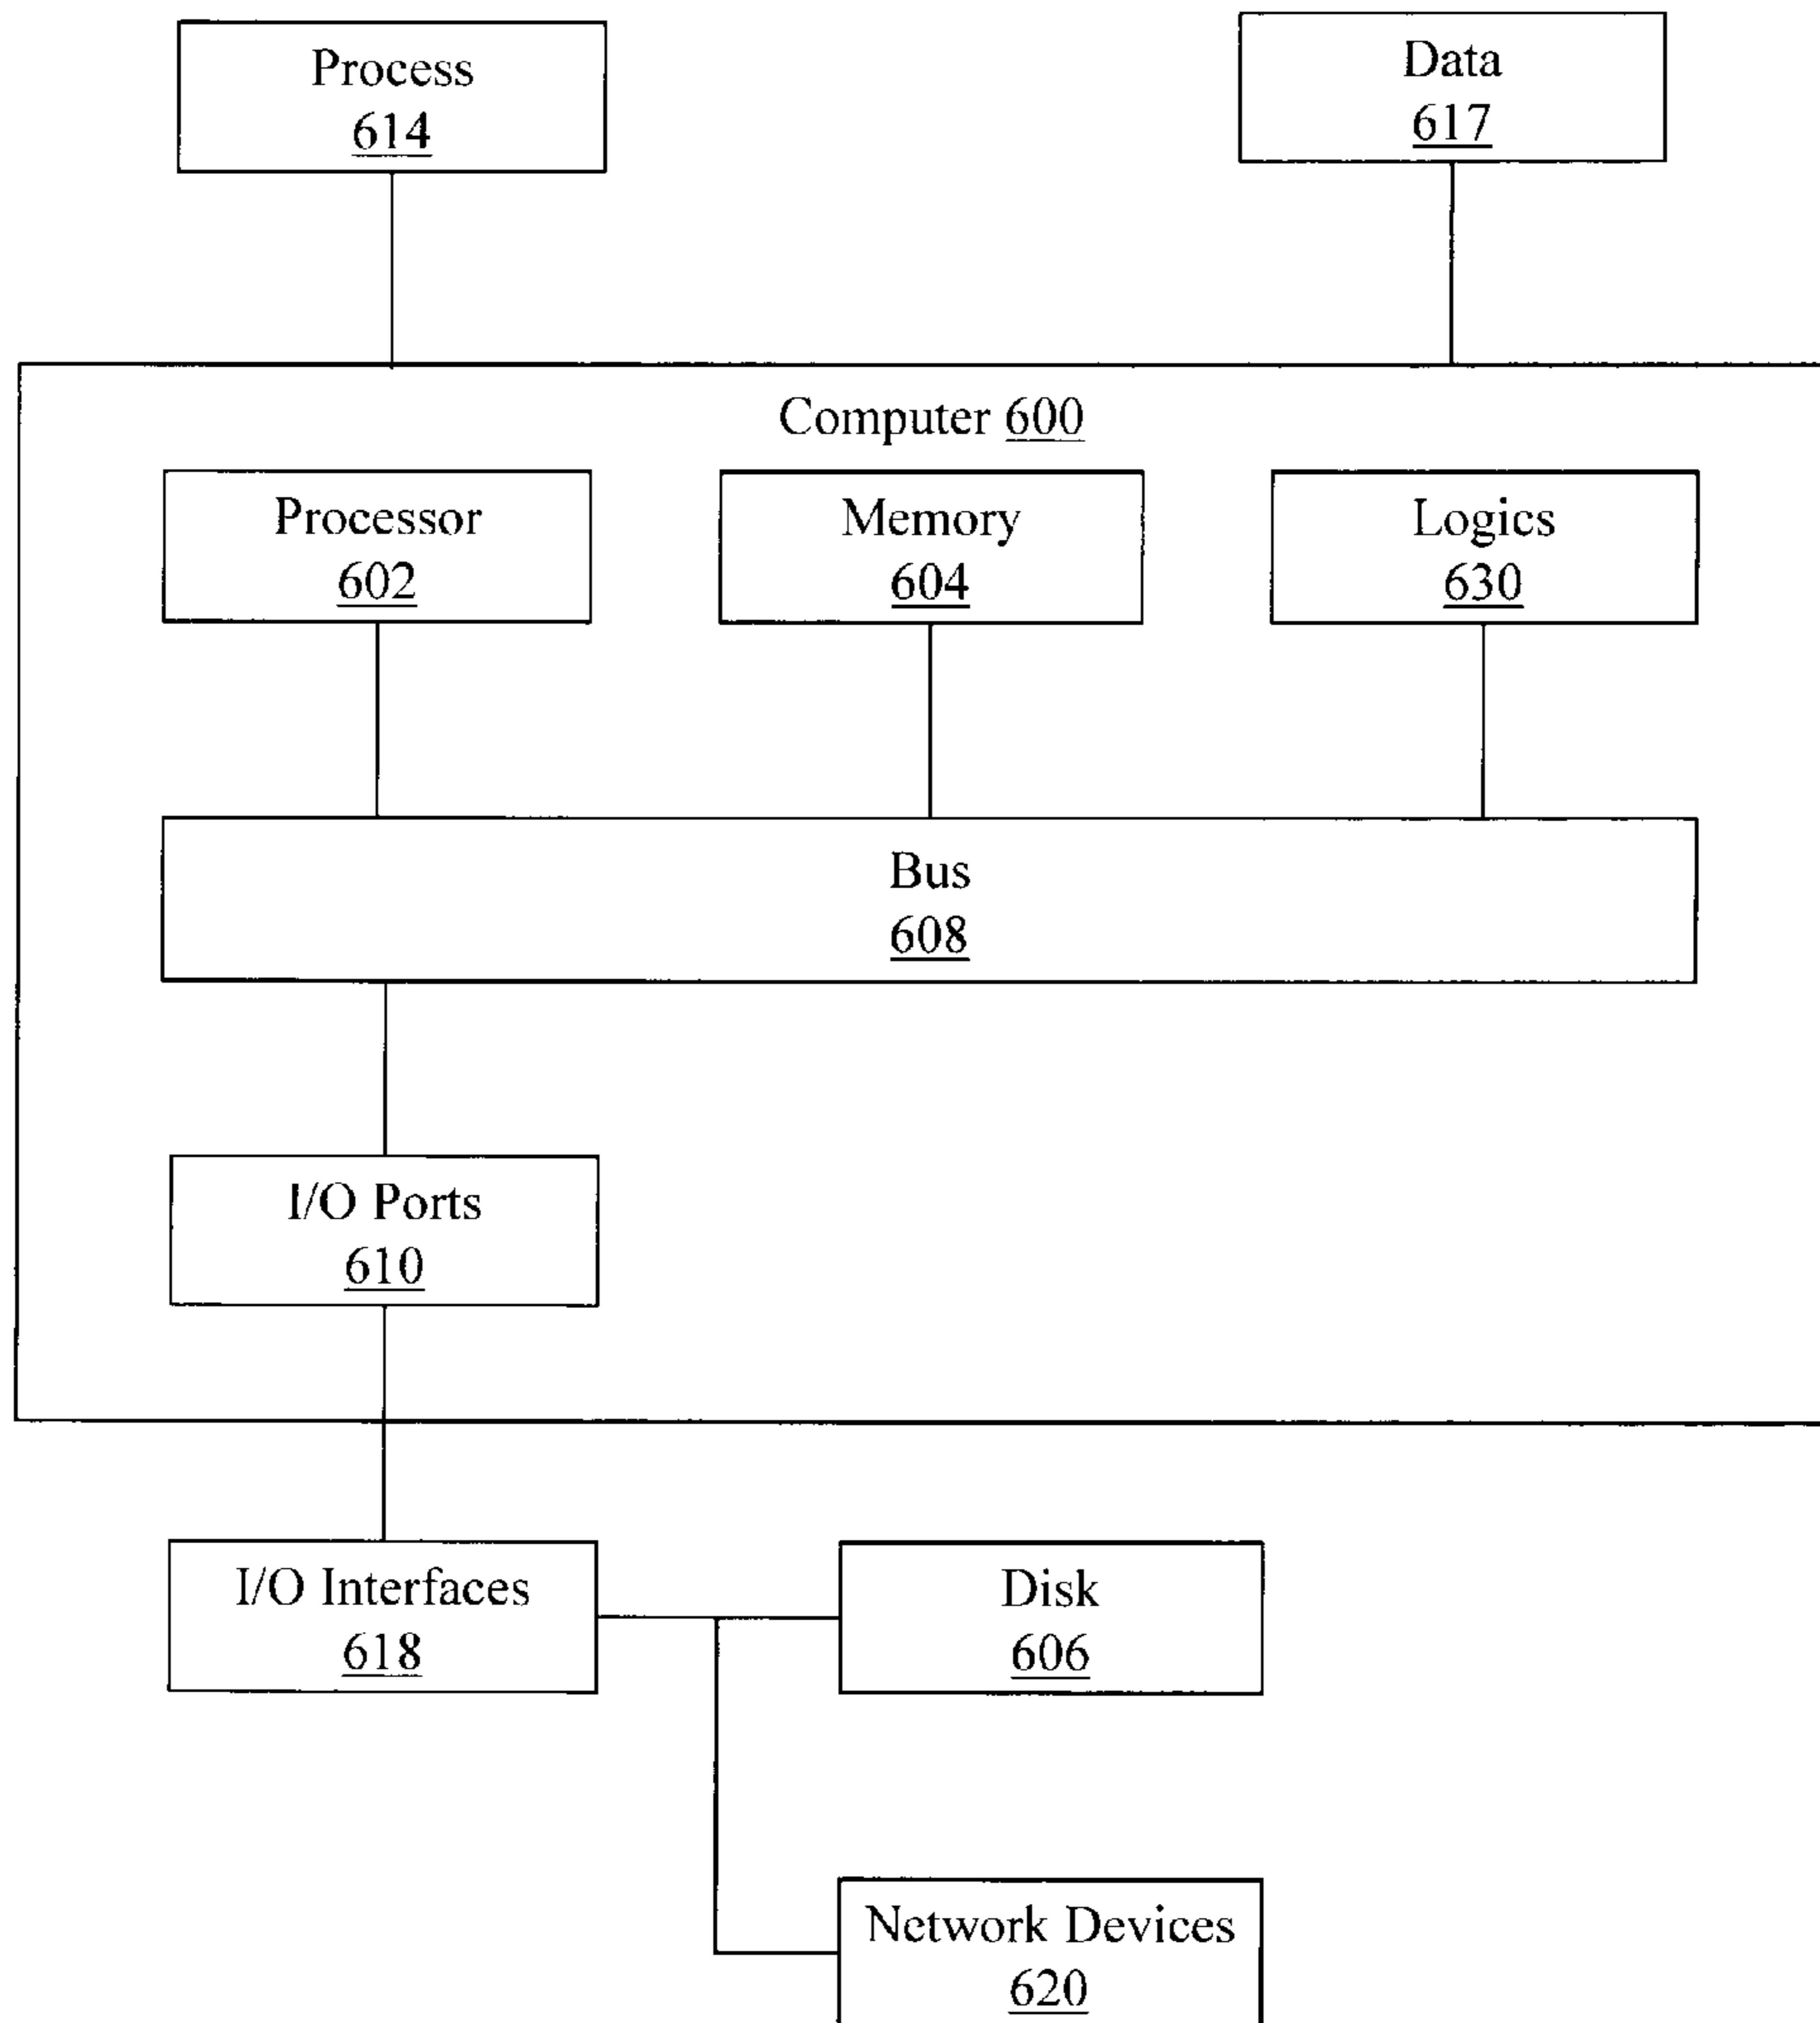 Process
614
Data
617
Computer 600
Processor
602
Memory
604
Logics
630
Bus
608
I/O Ports
610
I/O Interfaces
618
Disk
606
Network Devices
620